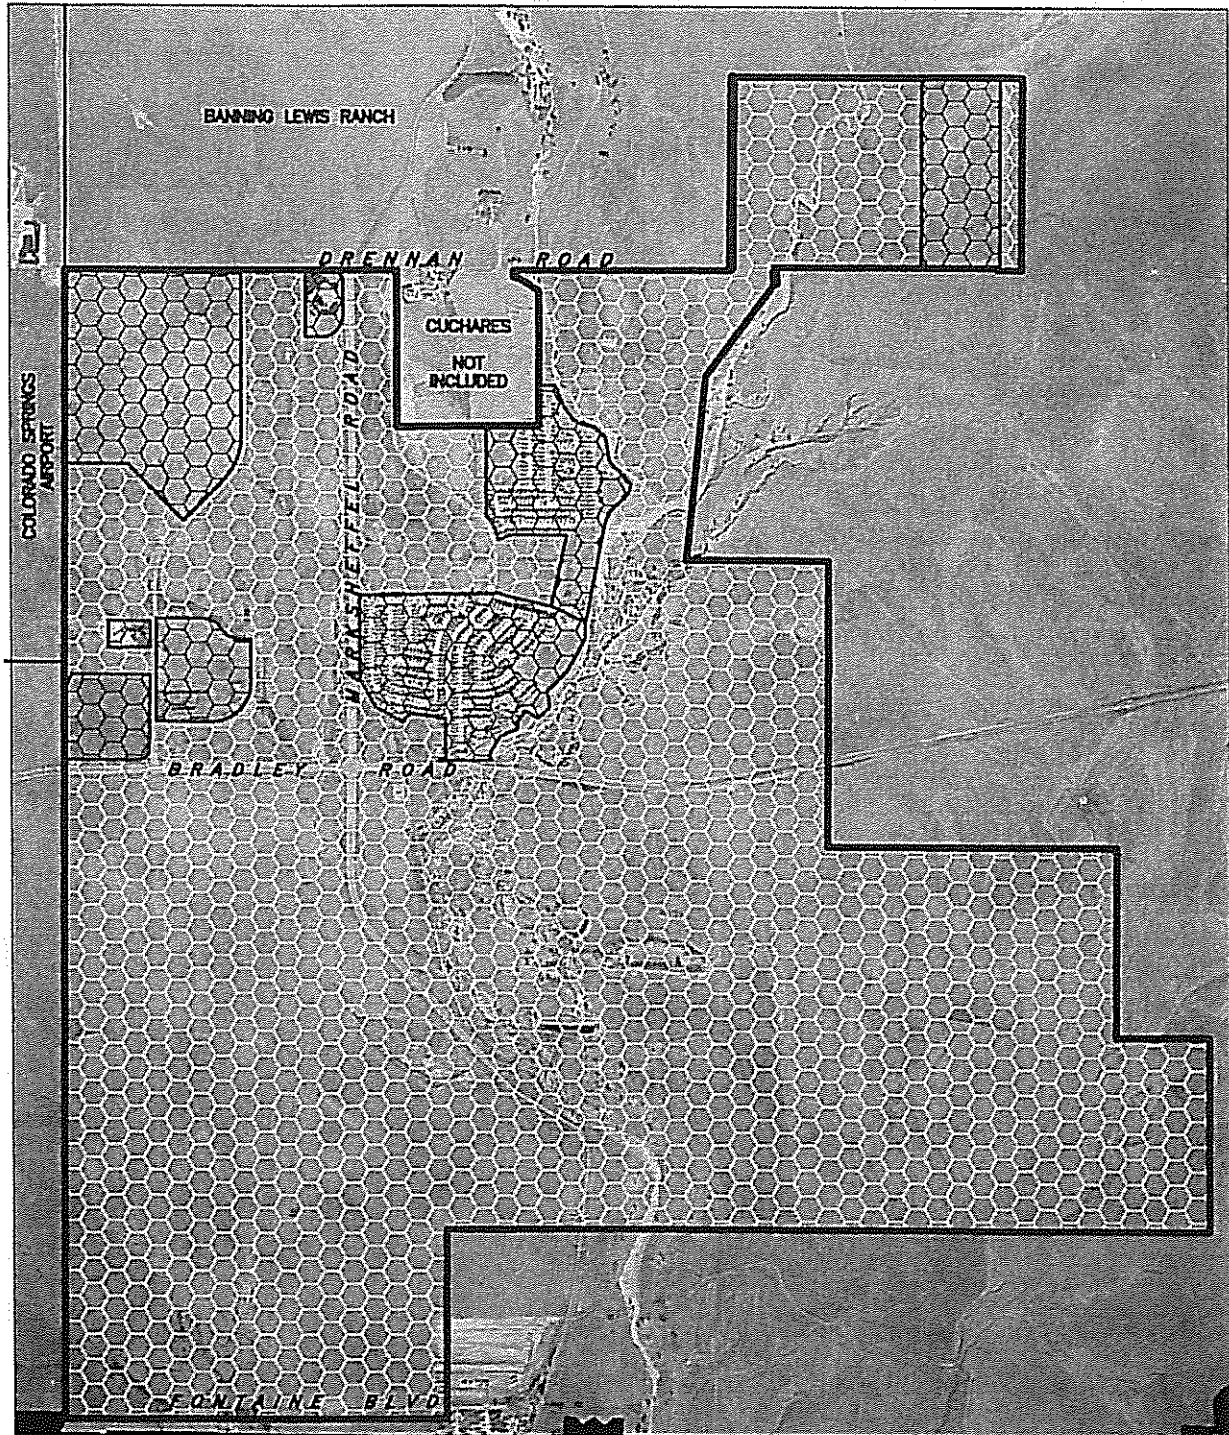 BANNING LEWIS RANCH
DRENNAN ROAD
CUCHARES
NOT
INCLUDED
COLORADO SPRINGS
AIRPORT
MARKSHEFFEL ROAD
BRADLEY ROAD
FONTAINE BLVD